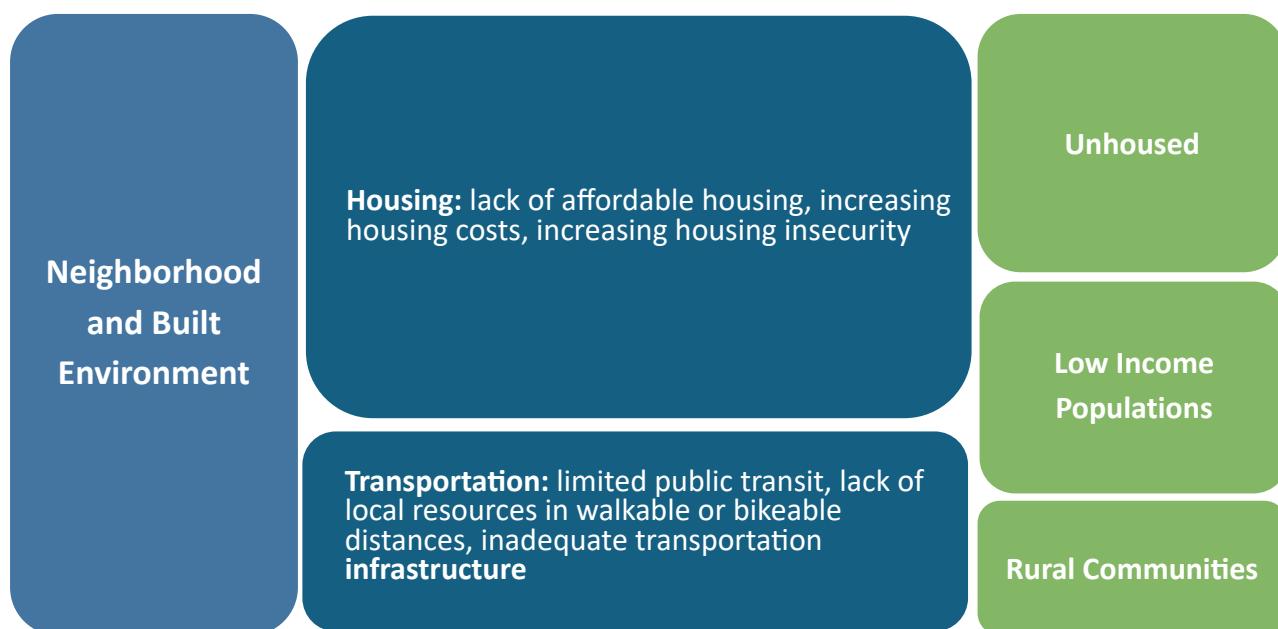 Neighborhood
and Built
Environment
Housing: lack of affordable housing, increasing
housing costs, increasing housing insecurity
Transportation: limited public transit, lack of
local resources in walkable or bikeable
distances, inadequate transportation
infrastructure
Unhoused
Low Income
Populations
Rural Communities